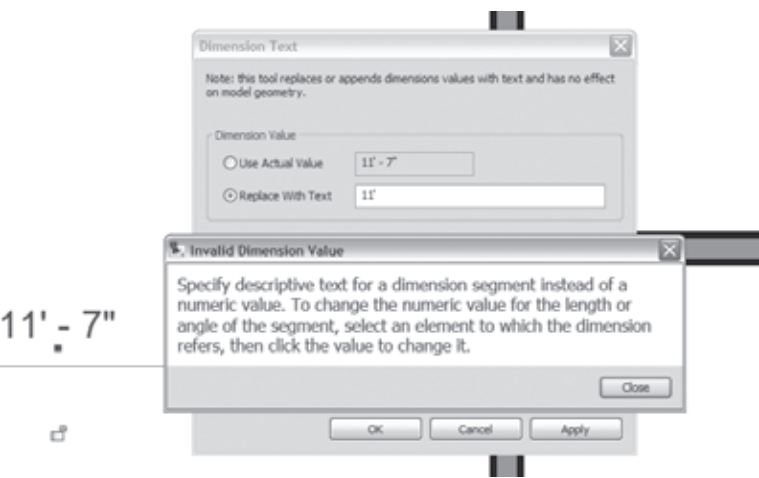 Dimension Text
Note: this tool replaces or appends dimensions values with text and has no effect
on model geometry.
Dimension Value
Use Actual Value
11' - 7"
Replace With Text
11'
Invalid Dimension Value
Specify descriptive text for a dimension segment instead of a
numeric value. To change the numeric value for the length or
angle of the segment, select an element to which the dimension
refers, then click the value to change it.
Close
11' - 7"
OK
Cancel
Apply